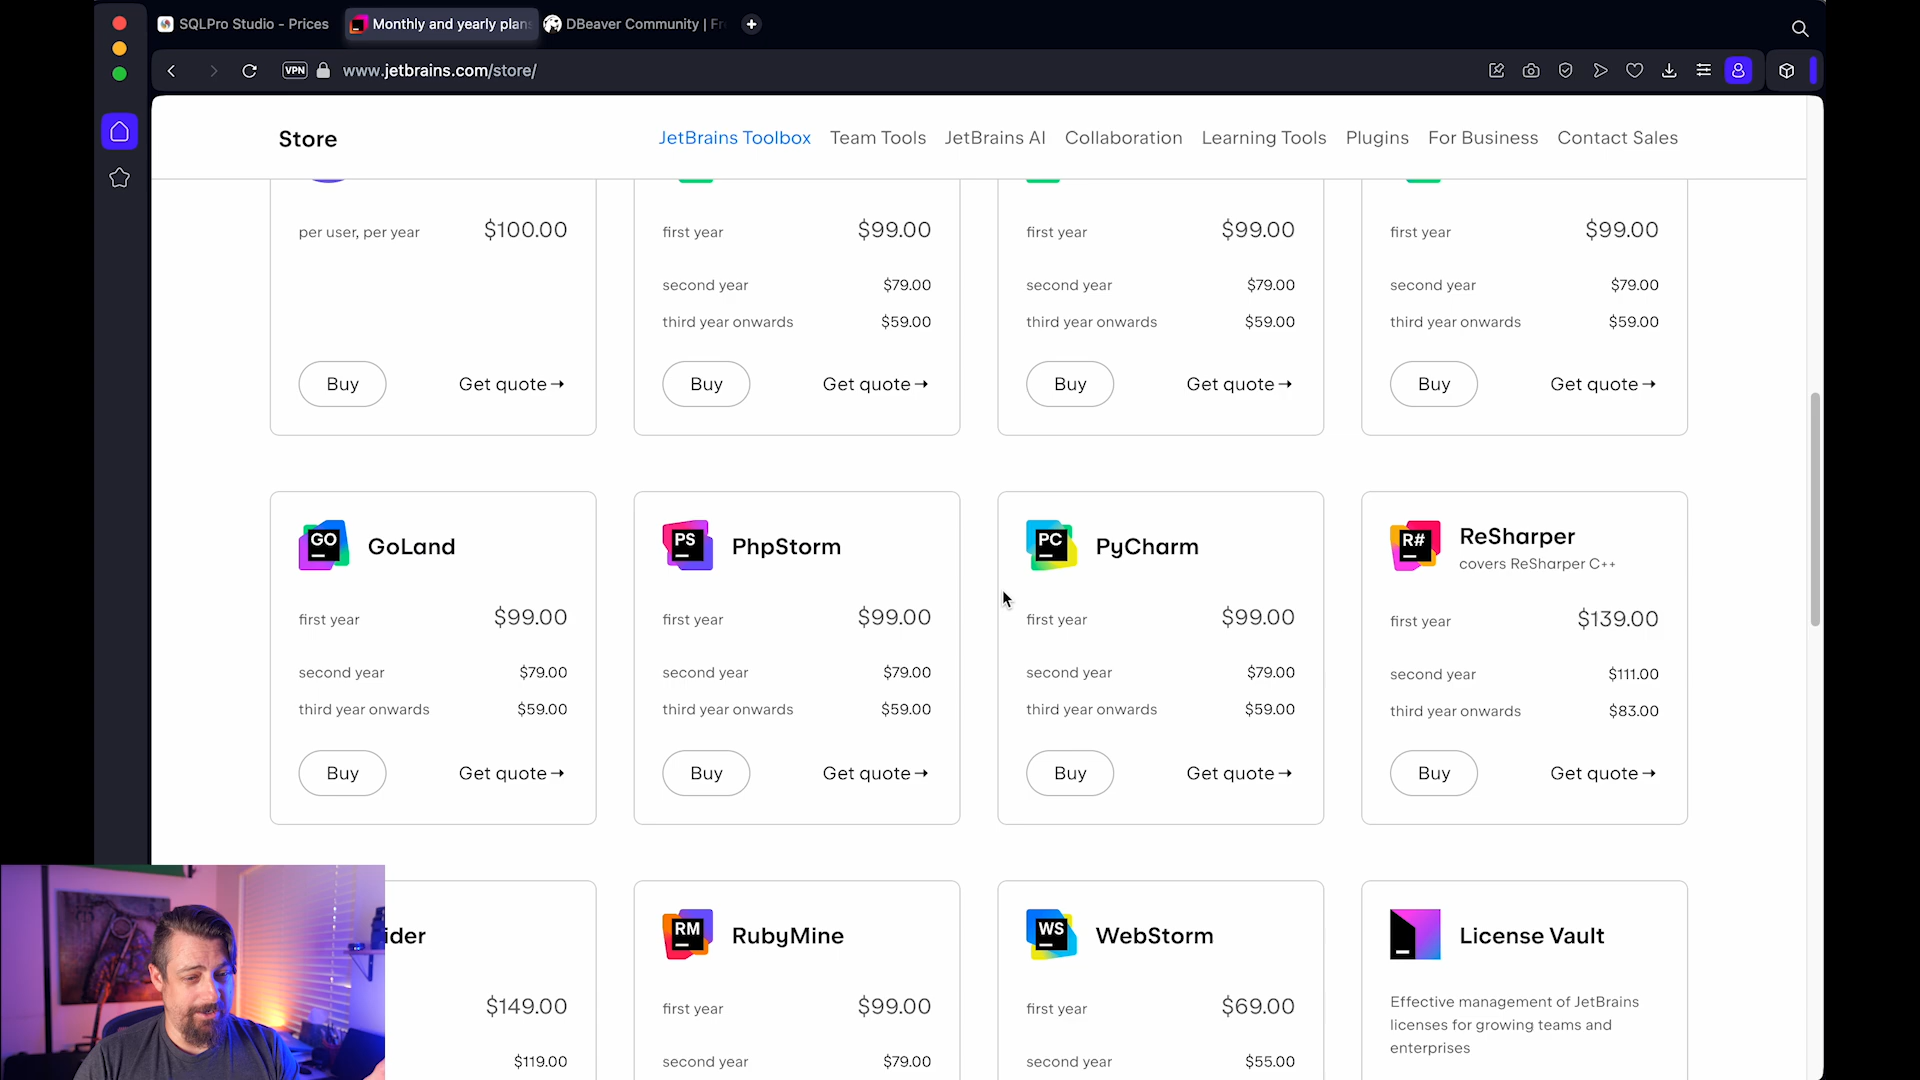 SQLPro Studio - Prices
Monthly and yearly plan
DBeaver Community | Fr
VPN
www.jetbrains.com/store/
Store
JetBrains Toolbox
Team Tools
JetBrains AI
Collaboration
Learning Tools
Plugins
For Business
Contact Sales
per user, per year $100.00
Buy
Get quote →
first year $99.00
second year $79.00
third year onwards $59.00
Buy
Get quote →
first year $99.00
second year $79.00
third year onwards $59.00
Buy
Get quote →
first year $99.00
second year $79.00
third year onwards $59.00
Buy
Get quote →
GO
GoLand
first year $99.00
second year $79.00
third year onwards $59.00
Buy
Get quote →
PS
PhpStorm
first year $99.00
second year $79.00
third year onwards $59.00
Buy
Get quote →
PC
PyCharm
first year $99.00
second year $79.00
third year onwards $59.00
Buy
Get quote →
R#
ReSharper
covers ReSharper C++
first year $139.00
second year $111.00
third year onwards $83.00
Buy
Get quote →
ider
$149.00
$119.00
RM
RubyMine
first year $99.00
second year $79.00
WS
WebStorm
first year $69.00
second year $55.00
License Vault
Effective management of JetBrains
licenses for growing teams and
enterprises